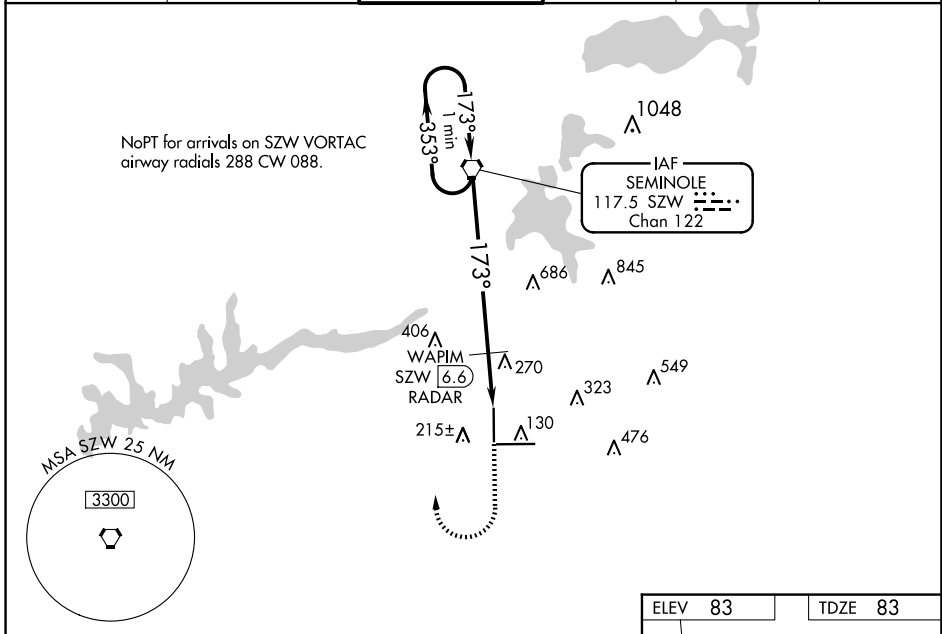 NoPT for arrivals on SZW VORTAC
airway radials 288 CW 088.
173°
1 min
353°
1048
IAF
SEMINOLE
117.5 SZW
Chan 122
173°
686
845
406
WAPIM
SZW 6.6
RADAR
270
323
549
215±
130
476
MSA SZW 25 NM
3300
ELEV 83
TDZE 83